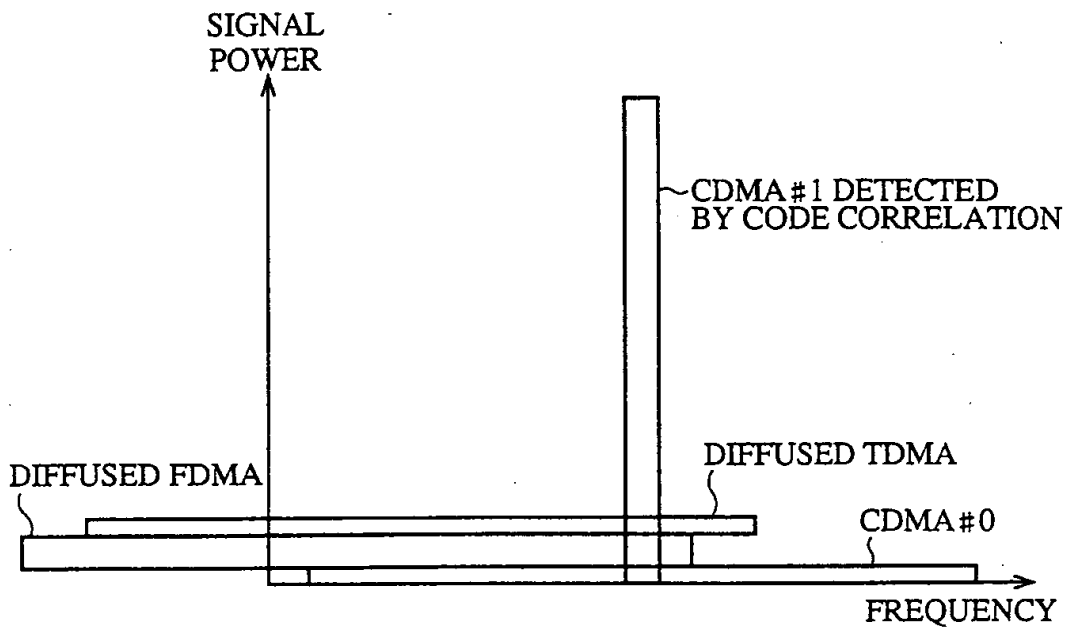 SIGNAL
POWER
CDMA#1 DETECTED
BY CODE CORRELATION
DIFFUSED TDMA
DIFFUSED FDMA
CDMA#0
FREQUENCY